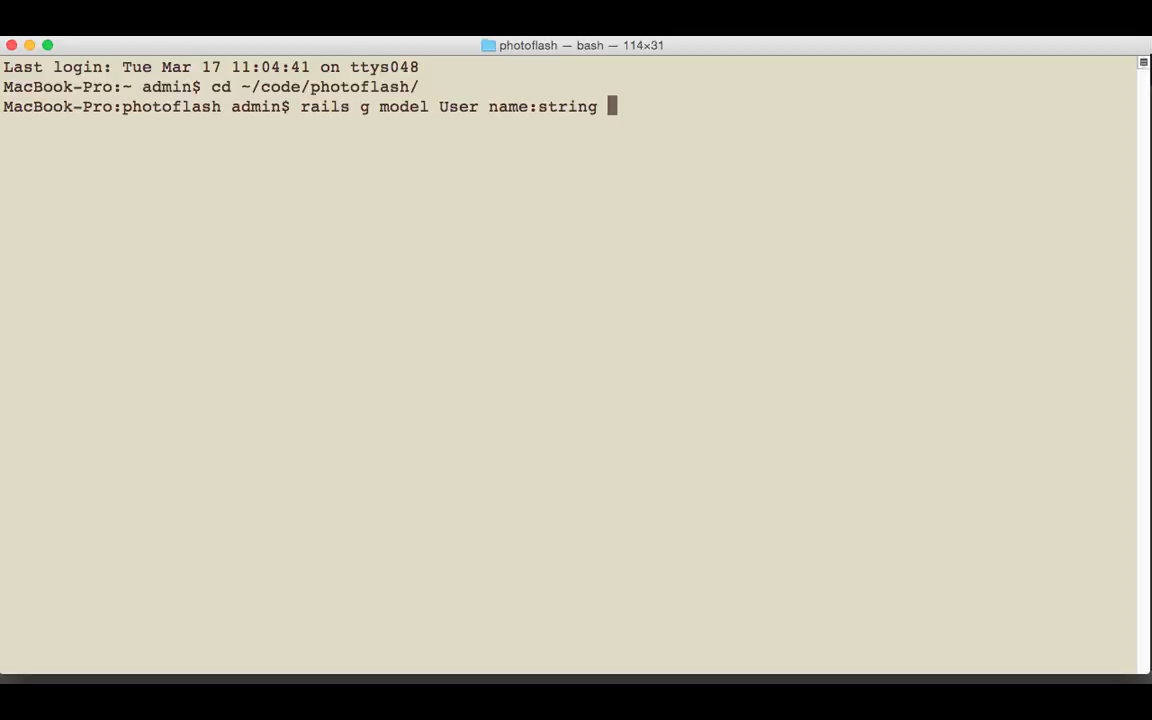 photoflash — bash — 114×31
Last login: Tue Mar 17 11:04:41 on ttys048
MacBook-Pro:~ admin$ cd ~/code/photoflash/
MacBook-Pro:photoflash admin$ rails g model User name:string